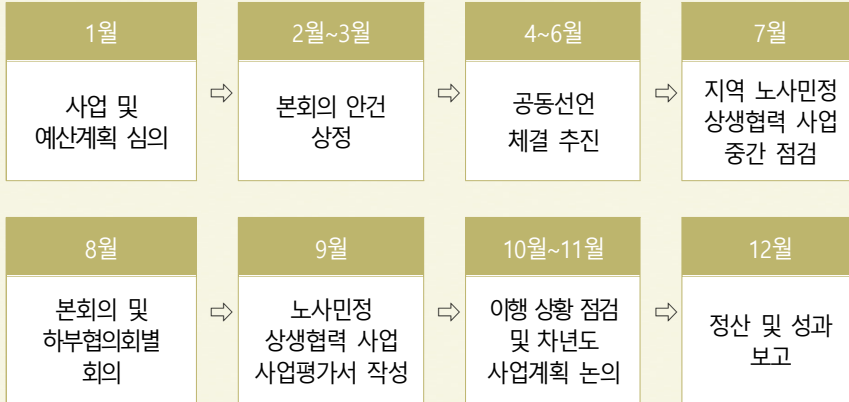 1월
사업 및
예산계획 심의
⇨
2월~3월
본회의 안건
상정
⇨
4~6월
공동선언
체결 추진
⇨
7월
지역 노사민정
상생협력 사업
중간 점검
8월
본회의 및
하부협의회별
회의
⇨
9월
노사민정
상생협력 사업
사업평가서 작성
⇨
10월~11월
이행 상황 점검
및 차년도
사업계획 논의
⇨
12월
정산 및 성과
보고